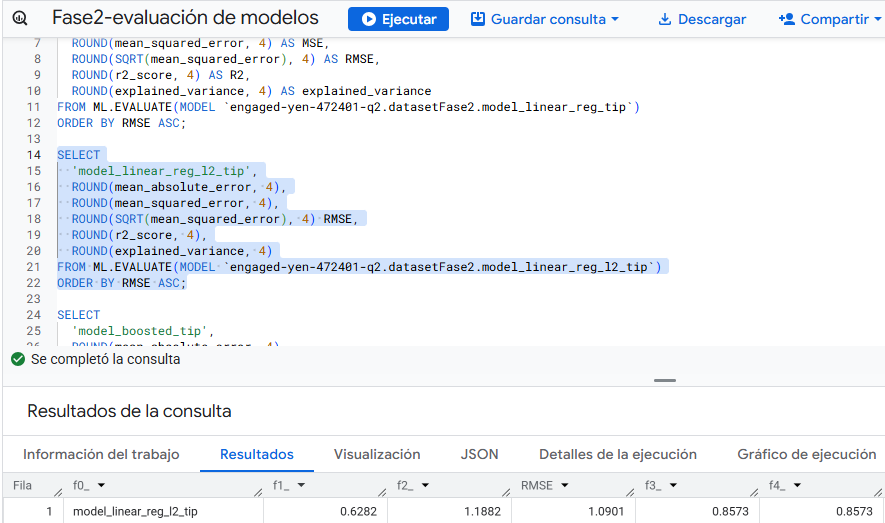 Fase2-evaluación de modelos Ejecutar Guardar consulta Descargar Compartir
7 ROUND(mean_squared_error, 4) AS MSE,
8 ROUND(SQRT(mean_squared_error), 4) AS RMSE,
9 ROUND(r2_score, 4) AS R2,
10 ROUND(explained_variance, 4) AS explained_variance
11 FROM ML.EVALUATE(MODEL `engaged-yen-472401-q2.datasetFase2.model_linear_reg_tip`)
12 ORDER BY RMSE ASC;
13
14 SELECT
15 'model_linear_reg_l2_tip',
16 ROUND(mean_absolute_error, 4),
17 ROUND(mean_squared_error, 4),
18 ROUND(SQRT(mean_squared_error), 4) RMSE,
19 ROUND(r2_score, 4),
20 ROUND(explained_variance, 4)
21 FROM ML.EVALUATE(MODEL `engaged-yen-472401-q2.datasetFase2.model_linear_reg_l2_tip`)
22 ORDER BY RMSE ASC;
23
24 SELECT
25 'model_boosted_tip',
26 ROUND(mean_absolute_error, 4)
Se completó la consulta
Resultados de la consulta
Información del trabajo Resultados Visualización JSON Detalles de la ejecución Gráfico de ejecución
Fila f0_ f1_ f2_ RMSE f3_ f4_
1 model_linear_reg_l2_tip 0.6282 1.1882 1.0901 0.8573 0.8573